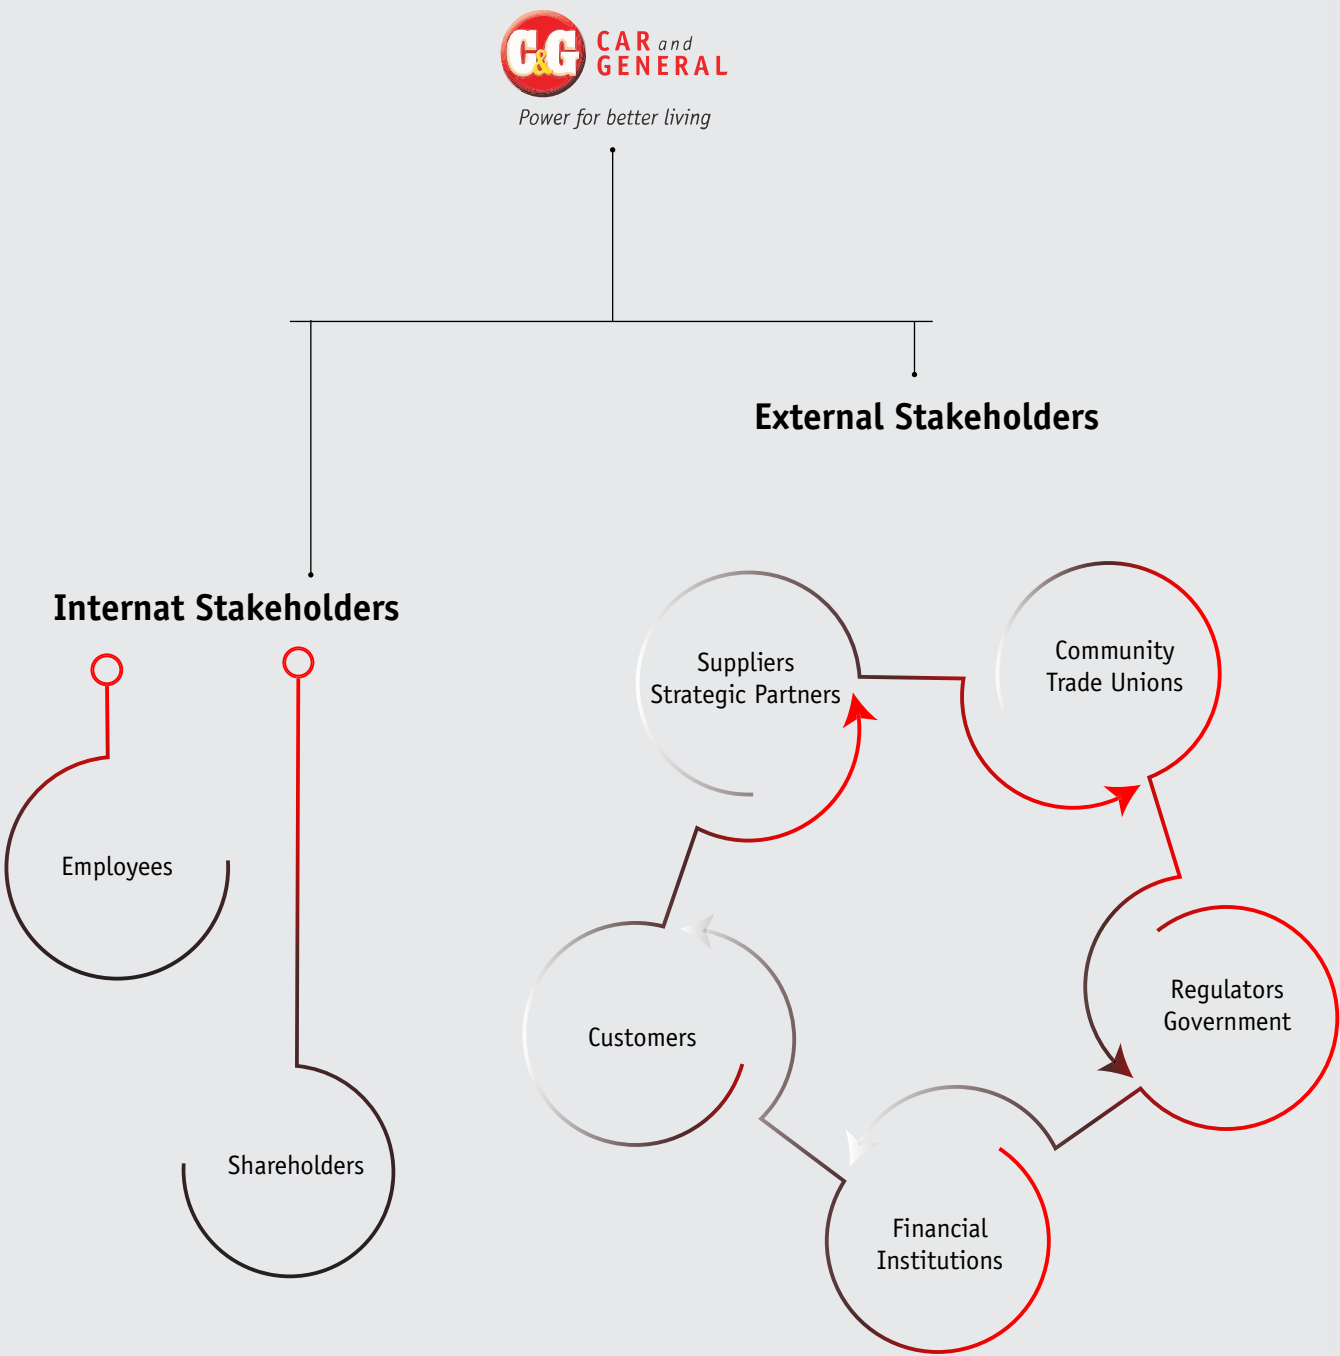 C&G CAR and
GENERAL
Power for better living
External Stakeholders
Internat Stakeholders
Suppliers
Strategic Partners
Community
Trade Unions
Employees
Regulators
Government
Customers
Shareholders
Financial
Institutions